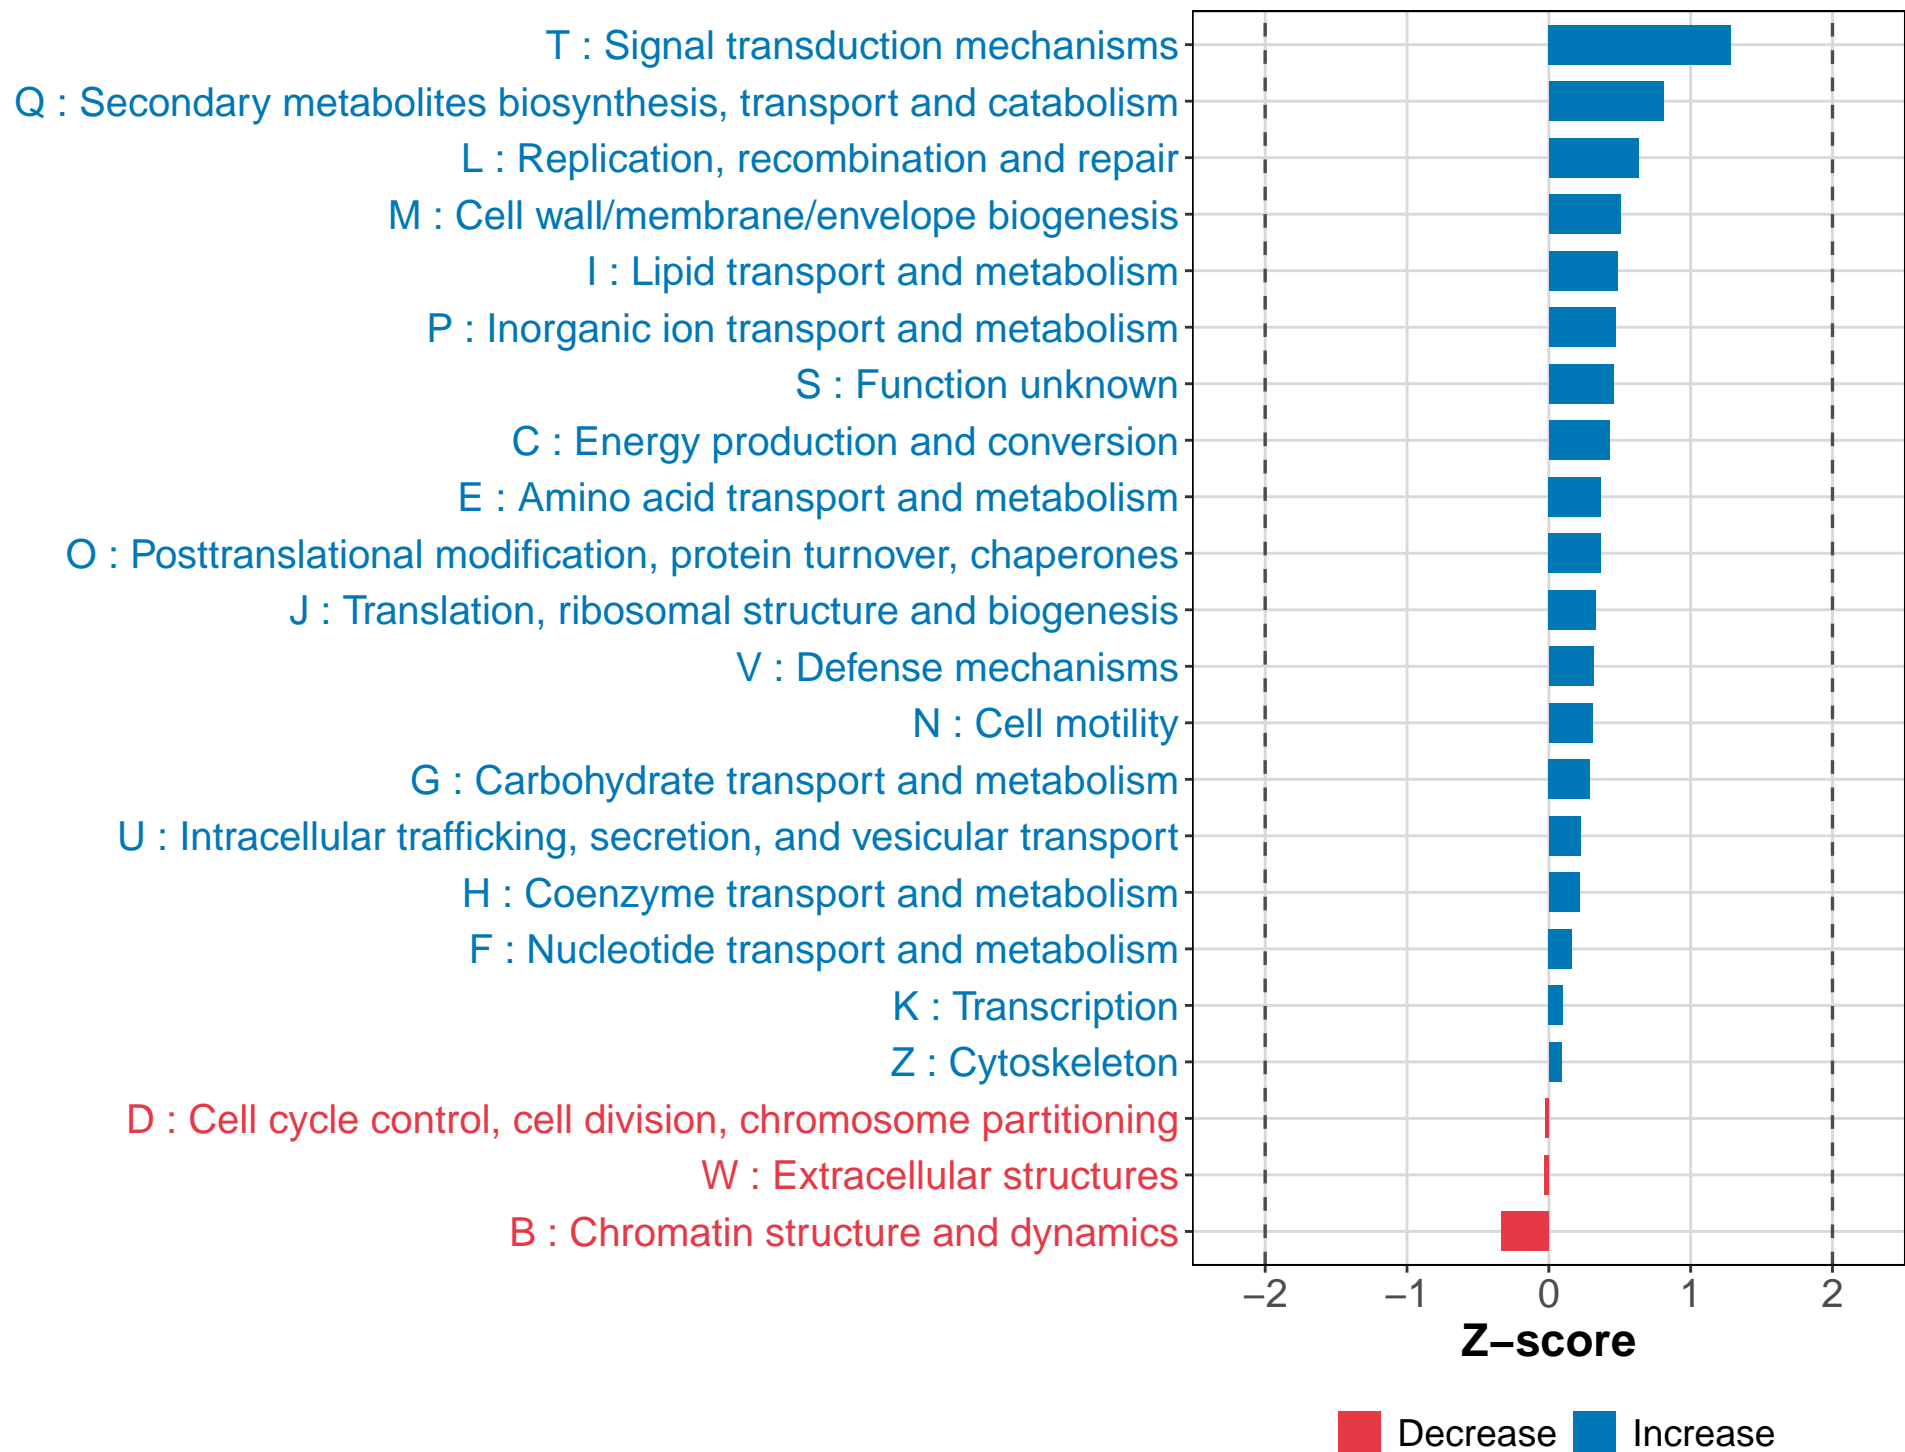 T : Signal transduction mechanisms
Q : Secondary metabolites biosynthesis, transport and catabolism
L : Replication, recombination and repair
M : Cell wall/membrane/envelope biogenesis
I : Lipid transport and metabolism
P : Inorganic ion transport and metabolism
S : Function unknown
C : Energy production and conversion
E : Amino acid transport and metabolism
O : Posttranslational modification, protein turnover, chaperones
J : Translation, ribosomal structure and biogenesis
V : Defense mechanisms
N : Cell motility
G : Carbohydrate transport and metabolism
U : Intracellular trafficking, secretion, and vesicular transport
H : Coenzyme transport and metabolism
F : Nucleotide transport and metabolism
K : Transcription
Z : Cytoskeleton
D : Cell cycle control, cell division, chromosome partitioning
W : Extracellular structures
B : Chromatin structure and dynamics
−2 −1 0 1 2
Z−score
Decrease Increase